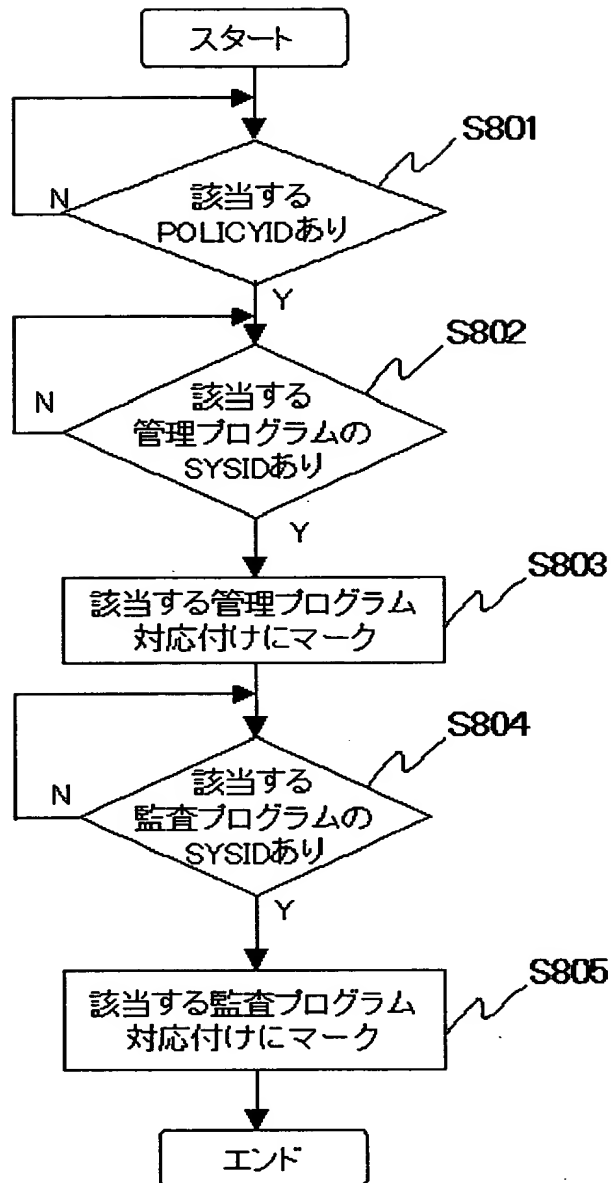 スタート
S801
N
該当する
POLICYIDあり
Y
S802
N
該当する
管理プログラムの
SYSIDあり
Y
S803
該当する管理プログラム
対応付けにマーク
S804
N
該当する
監査プログラムの
SYSIDあり
Y
S805
該当する監査プログラム
対応付けにマーク
エンド